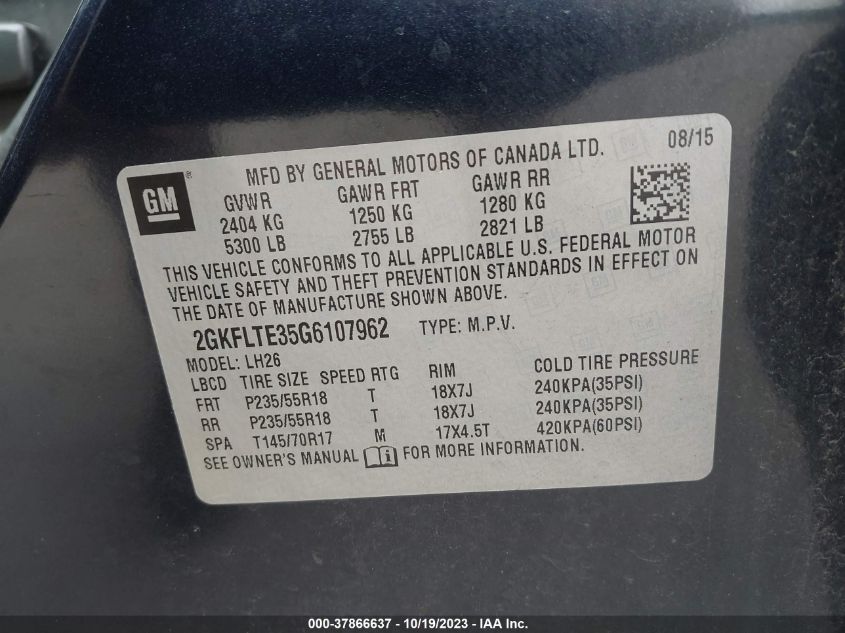 GM
®
MFD BY GENERAL MOTORS OF CANADA LTD. 08/15
GVWR GAWR FRT GAWR RR
2404 KG 1250 KG 1280 KG
5300 LB 2755 LB 2821 LB
THIS VEHICLE CONFORMS TO ALL APPLICABLE U.S. FEDERAL MOTOR
VEHICLE SAFETY AND THEFT PREVENTION STANDARDS IN EFFECT ON
THE DATE OF MANUFACTURE SHOWN ABOVE.
2GKFLTE35G6107962 TYPE: M.P.V.
MODEL: LH26
LBCD TIRE SIZE SPEED RTG RIM COLD TIRE PRESSURE
FRT P235/55R18 T 18X7J 240KPA(35PSI)
RR P235/55R18 T 18X7J 240KPA(35PSI)
SPA T145/70R17 M 17X4.5T 420KPA(60PSI)
SEE OWNER'S MANUAL i FOR MORE INFORMATION.
000-37866637 - 10/19/2023 - IAA Inc.